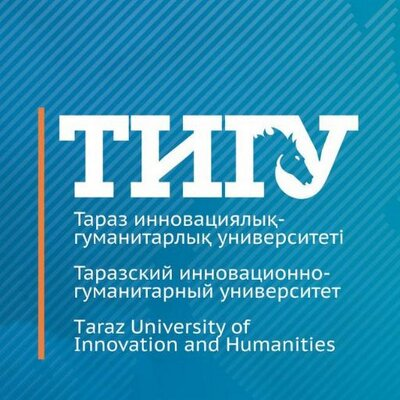 ТИГУ
Тараз инновациялық-
гуманитарлық университеті
Таразский инновационно-
гуманитарный университет
Taraz University of
Innovation and Humanities